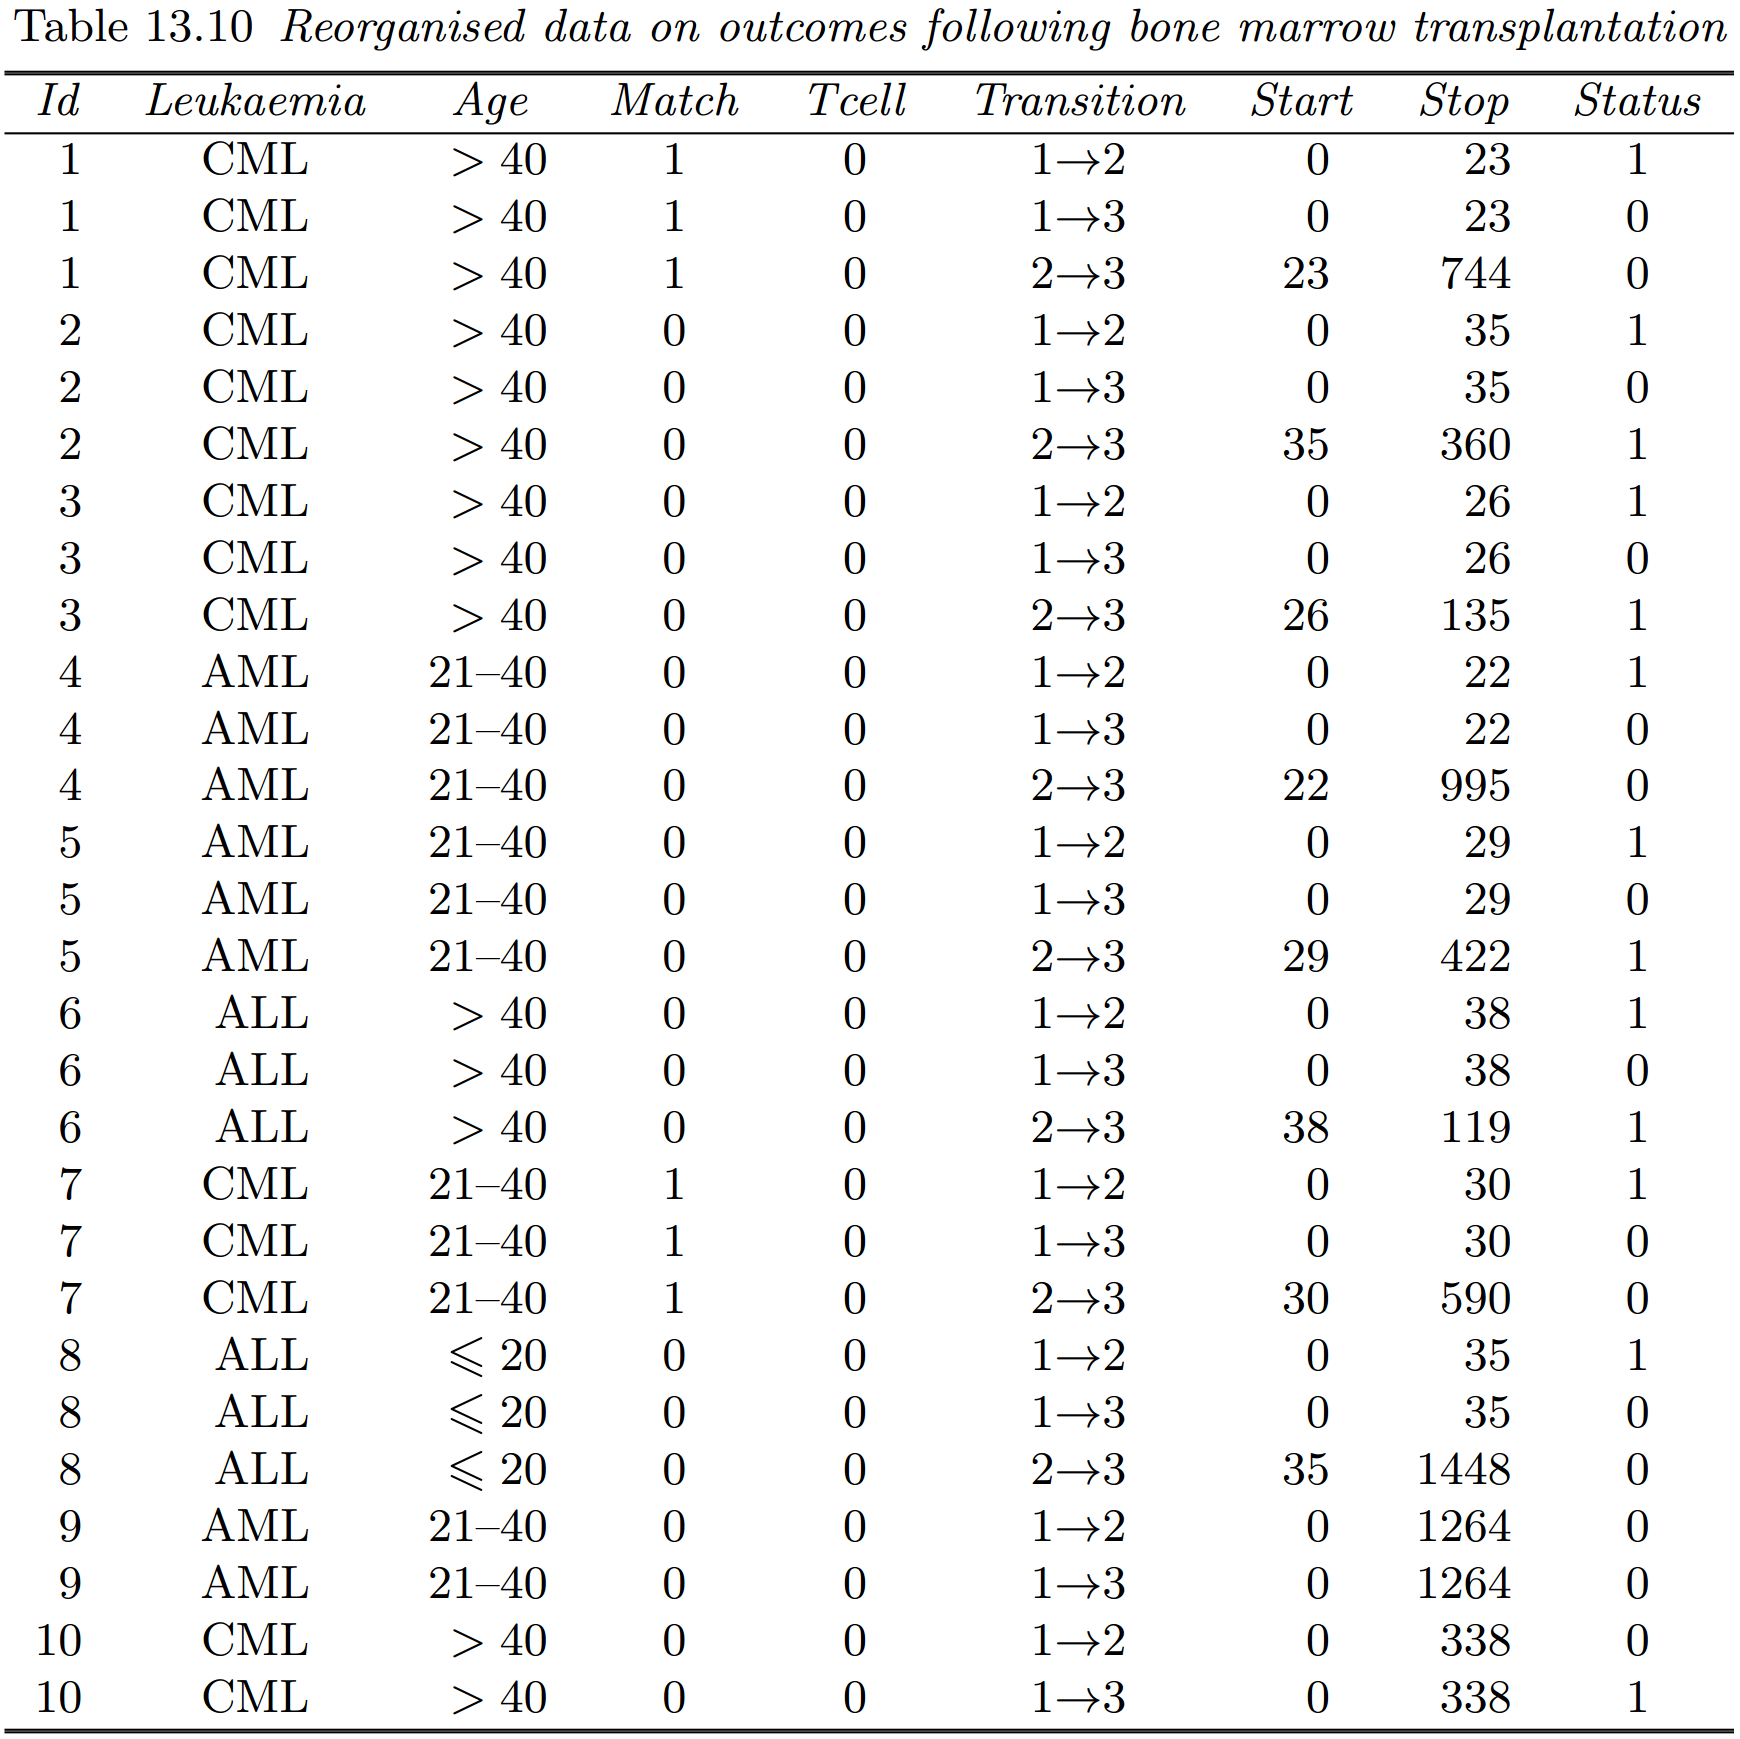 Table 13.10 Reorganised data on outcomes following bone marrow transplantation
Id Leukaemia Age Match Tcell Transition Start Stop Status
1 CML > 40 1 0 1→2 0 23 1
1 CML > 40 1 0 1→3 0 23 0
1 CML > 40 1 0 2→3 23 744 0
2 CML > 40 0 0 1→2 0 35 1
2 CML > 40 0 0 1→3 0 35 0
2 CML > 40 0 0 2→3 35 360 1
3 CML > 40 0 0 1→2 0 26 1
3 CML > 40 0 0 1→3 0 26 0
3 CML > 40 0 0 2→3 26 135 1
4 AML 21–40 0 0 1→2 0 22 1
4 AML 21–40 0 0 1→3 0 22 0
4 AML 21–40 0 0 2→3 22 995 0
5 AML 21–40 0 0 1→2 0 29 1
5 AML 21–40 0 0 1→3 0 29 0
5 AML 21–40 0 0 2→3 29 422 1
6 ALL > 40 0 0 1→2 0 38 1
6 ALL > 40 0 0 1→3 0 38 0
6 ALL > 40 0 0 2→3 38 119 1
7 CML 21–40 1 0 1→2 0 30 1
7 CML 21–40 1 0 1→3 0 30 0
7 CML 21–40 1 0 2→3 30 590 0
8 ALL ⩽ 20 0 0 1→2 0 35 1
8 ALL ⩽ 20 0 0 1→3 0 35 0
8 ALL ⩽ 20 0 0 2→3 35 1448 0
9 AML 21–40 0 0 1→2 0 1264 0
9 AML 21–40 0 0 1→3 0 1264 0
10 CML > 40 0 0 1→2 0 338 0
10 CML > 40 0 0 1→3 0 338 1